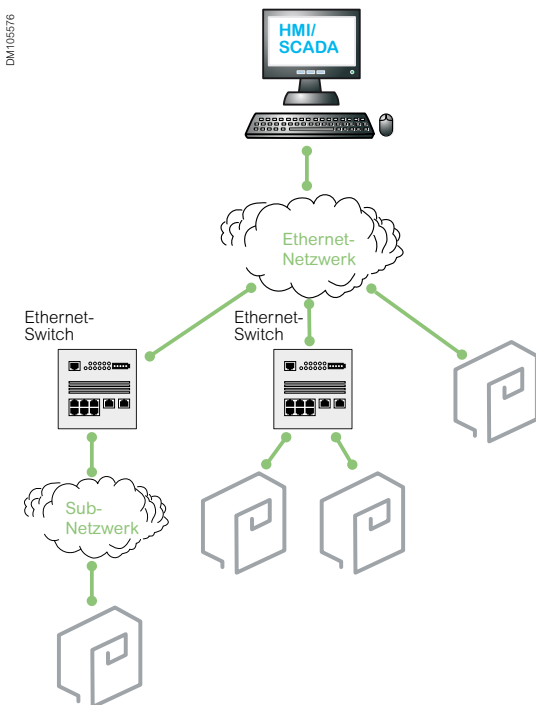 DM105576
HMI/
SCADA
Ethernet-
Netzwerk
Ethernet-
Switch
Ethernet-
Switch
Sub-
Netzwerk